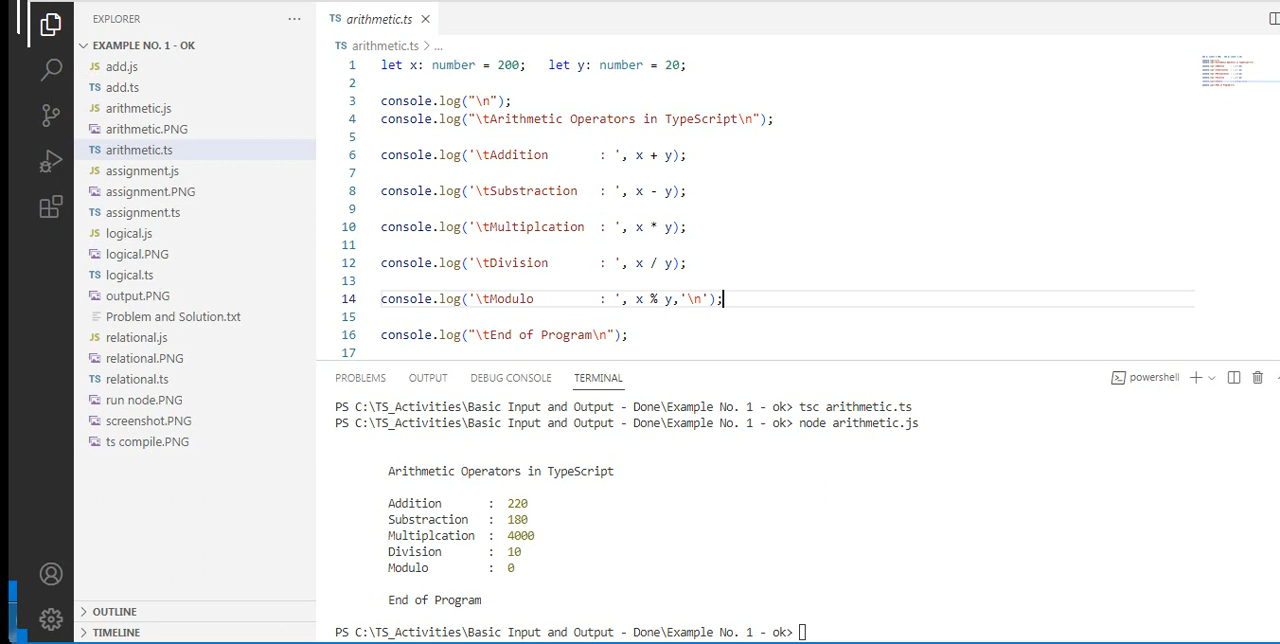 EXPLORER ...
EXAMPLE NO. 1 - OK
JS add.js
TS add.ts
JS arithmetic.js
arithmetic.PNG
TS arithmetic.ts
JS assignment.js
assignment.PNG
TS assignment.ts
JS logical.js
logical.PNG
TS logical.ts
output.PNG
Problem and Solution.txt
JS relational.js
relational.PNG
TS relational.ts
run node.PNG
screenshot.PNG
ts compile.PNG
OUTLINE
TIMELINE
TS arithmetic.ts
TS arithmetic.ts > ...
1 let x: number = 200;   let y: number = 20;
2
3 console.log("\n");
4 console.log("\tArithmetic Operators in TypeScript\n");
5
6 console.log('\tAddition       : ', x + y);
7
8 console.log('\tSubstraction   : ', x - y);
9
10 console.log('\tMultiplcation  : ', x * y);
11
12 console.log('\tDivision       : ', x / y);
13
14 console.log('\tModulo         : ', x % y,'\n');
15
16 console.log("\tEnd of Program\n");
17
PROBLEMS OUTPUT DEBUG CONSOLE TERMINAL powershell
PS C:\TS_Activities\Basic Input and Output - Done\Example No. 1 - ok> tsc arithmetic.ts
PS C:\TS_Activities\Basic Input and Output - Done\Example No. 1 - ok> node arithmetic.js
Arithmetic Operators in TypeScript
Addition       :  220
Substraction   :  180
Multiplcation  :  4000
Division       :  10
Modulo         :  0
End of Program
PS C:\TS_Activities\Basic Input and Output - Done\Example No. 1 - ok>